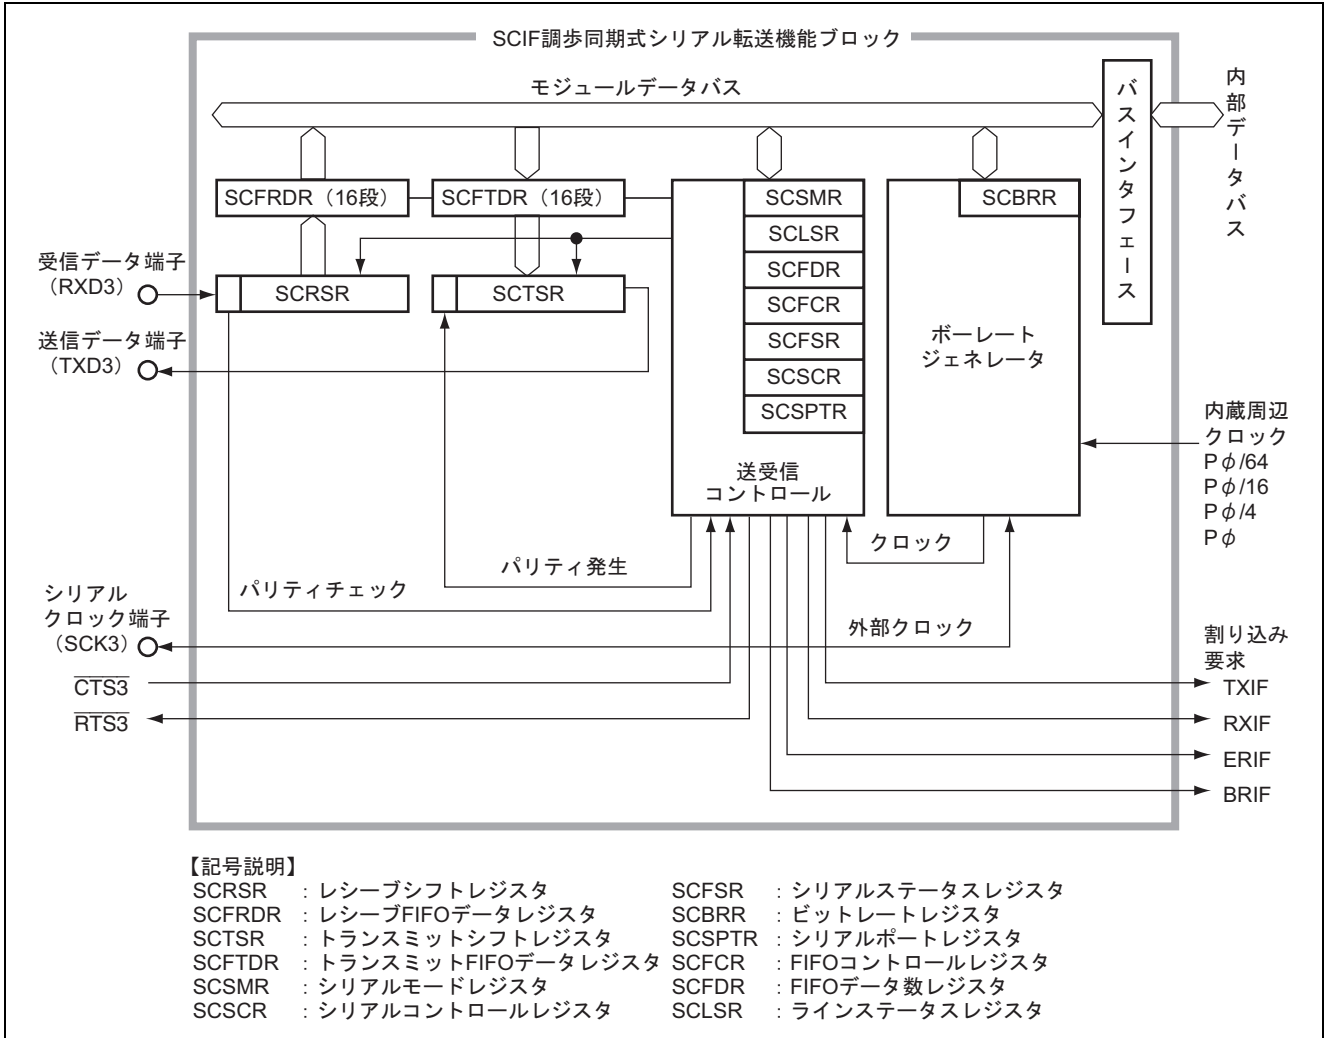 SCIF調歩同期式シリアル転送機能ブロック
モジュールデータバス
バスインタフェース
内部データバス
SCFRDR（16段）
SCFTDR（16段）
SCSMR
SCBRR
SCLSR
SCFDR
SCFCR
SCFSR
SCSCR
SCSPTR
受信データ端子
（RXD3）
SCRSR
SCTSR
送信データ端子
（TXD3）
ボーレート
ジェネレータ
内蔵周辺
クロック
Pφ/64
Pφ/16
Pφ/4
Pφ
送受信
コントロール
クロック
パリティ発生
パリティチェック
シリアル
クロック端子
（SCK3）
外部クロック
CTS3
RTS3
割り込み
要求
TXIF
RXIF
ERIF
BRIF
【記号説明】
SCRSR : レシーブシフトレジスタ
SCFRDR : レシーブFIFOデータレジスタ
SCTSR : トランスミットシフトレジスタ
SCFTDR : トランスミットFIFOデータレジスタ
SCSMR : シリアルモードレジスタ
SCSCR : シリアルコントロールレジスタ
SCFSR : シリアルステータスレジスタ
SCBRR : ビットレートレジスタ
SCSPTR : シリアルポートレジスタ
SCFCR : FIFOコントロールレジスタ
SCFDR : FIFOデータ数レジスタ
SCLSR : ラインステータスレジスタ